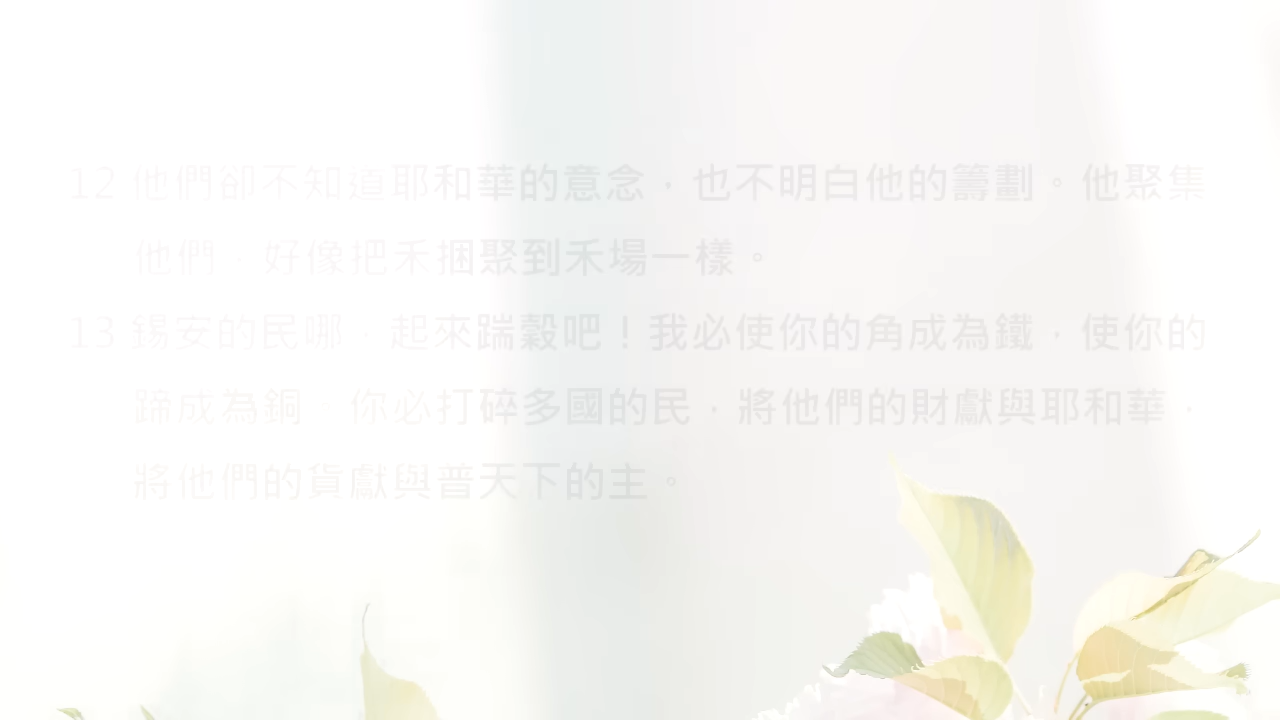 12 他們卻不知道耶和華的意念，也不明白他的籌劃。他聚集
他們，好像把禾捆聚到禾場一樣。
13 錫安的民哪，起來踹穀吧！我必使你的角成為鐵，使你的
蹄成為銅。你必打碎多國的民，將他們的財獻與耶和華，
將他們的貨獻與普天下的主。